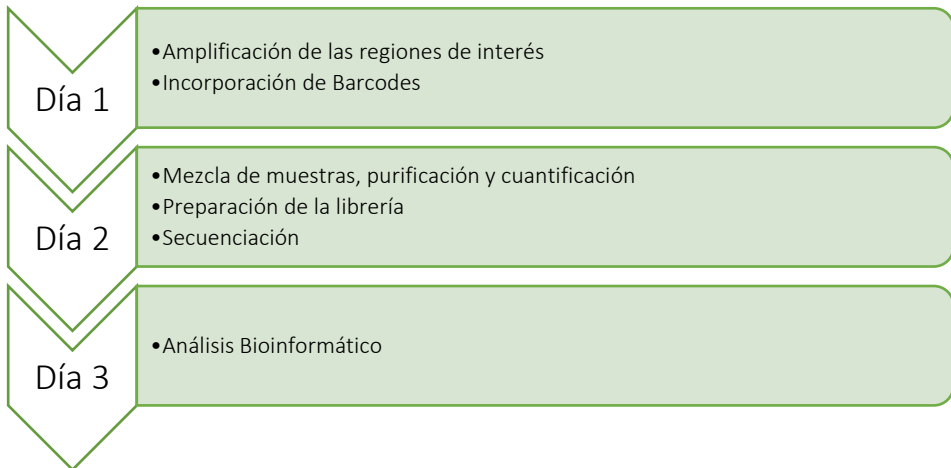 Día 1
•Amplificación de las regiones de interés
•Incorporación de Barcodes
Día 2
•Mezcla de muestras, purificación y cuantificación
•Preparación de la librería
•Secuenciación
Día 3
•Análisis Bioinformático